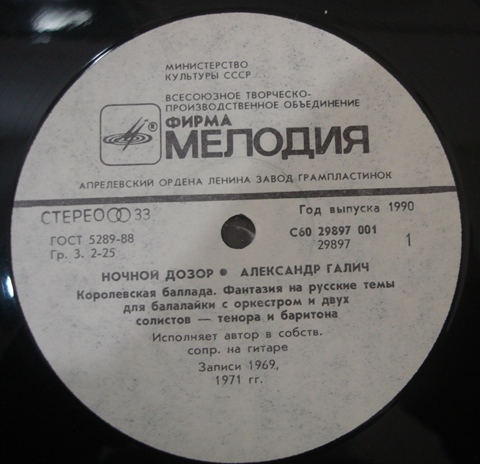 МИНИСТЕРСТВО
КУЛЬТУРЫ СССР
ВСЕСОЮЗНОЕ ТВОРЧЕСКО-
ПРОИЗВОДСТВЕННОЕ ОБЪЕДИНЕНИЕ
® ФИРМА
МЕЛОДИЯ
АПРЕЛЕВСКИЙ ОРДЕНА ЛЕНИНА ЗАВОД ГРАМПЛАСТИНОК
СТЕРЕО 33
Год выпуска 1990
ГОСТ 5289-88
С60 29897 001
Гр. 3. 2-25
29897
1
НОЧНОЙ ДОЗОР ● АЛЕКСАНДР ГАЛИЧ
Королевская баллада. Фантазия на русские темы
для балалайки с оркестром и двух
солистов — тенора и баритона
Исполняет автор в собств.
сопр. на гитаре
Записи 1969,
1971 гг.